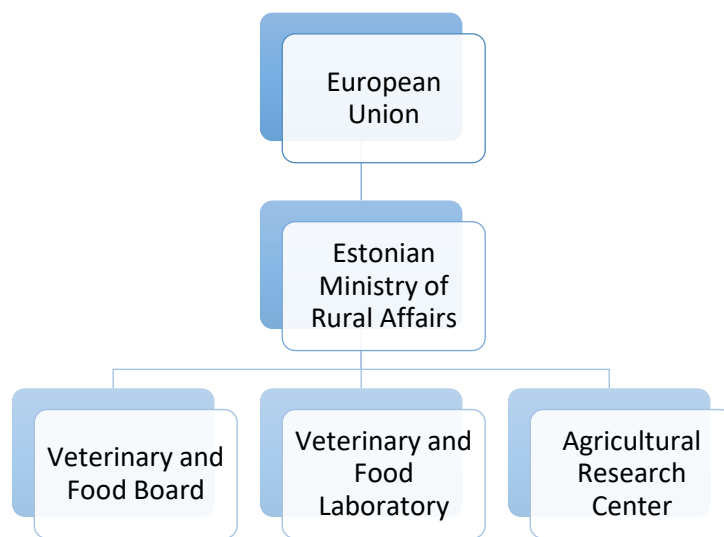 European
Union
Estonian
Ministry of
Rural Affairs
Veterinary and
Food Board
Veterinary and
Food
Laboratory
Agricultural
Research
Center